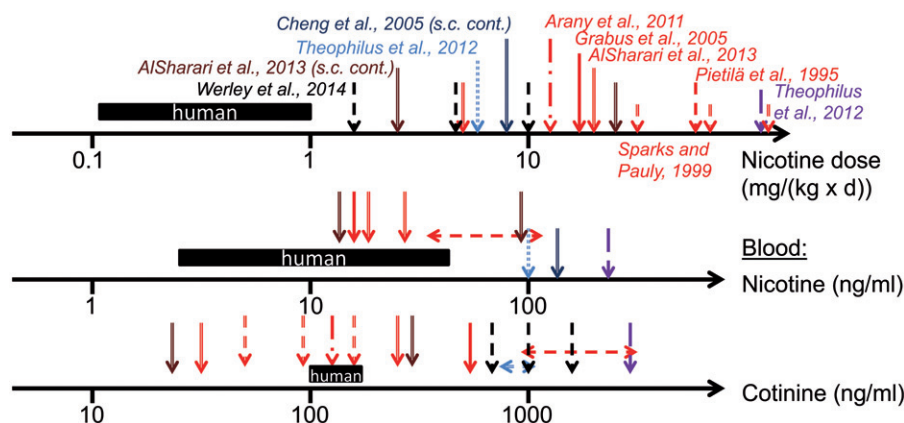 Cheng et al., 2005 (s.c. cont.)
Arany et al., 2011
Theophilus et al., 2012
Grabus et al., 2005
AlSharari et al., 2013 (s.c. cont.)
AlSharari et al., 2013
Werley et al., 2014
Pietilä et al., 1995
Theophilus
et al., 2012
human
0.1
1
10
Sparks and
Pauly, 1999
Nicotine dose
(mg/(kg x d))
Blood:
human
Nicotine (ng/ml)
1
10
100
human
Cotinine (ng/ml)
10
100
1000